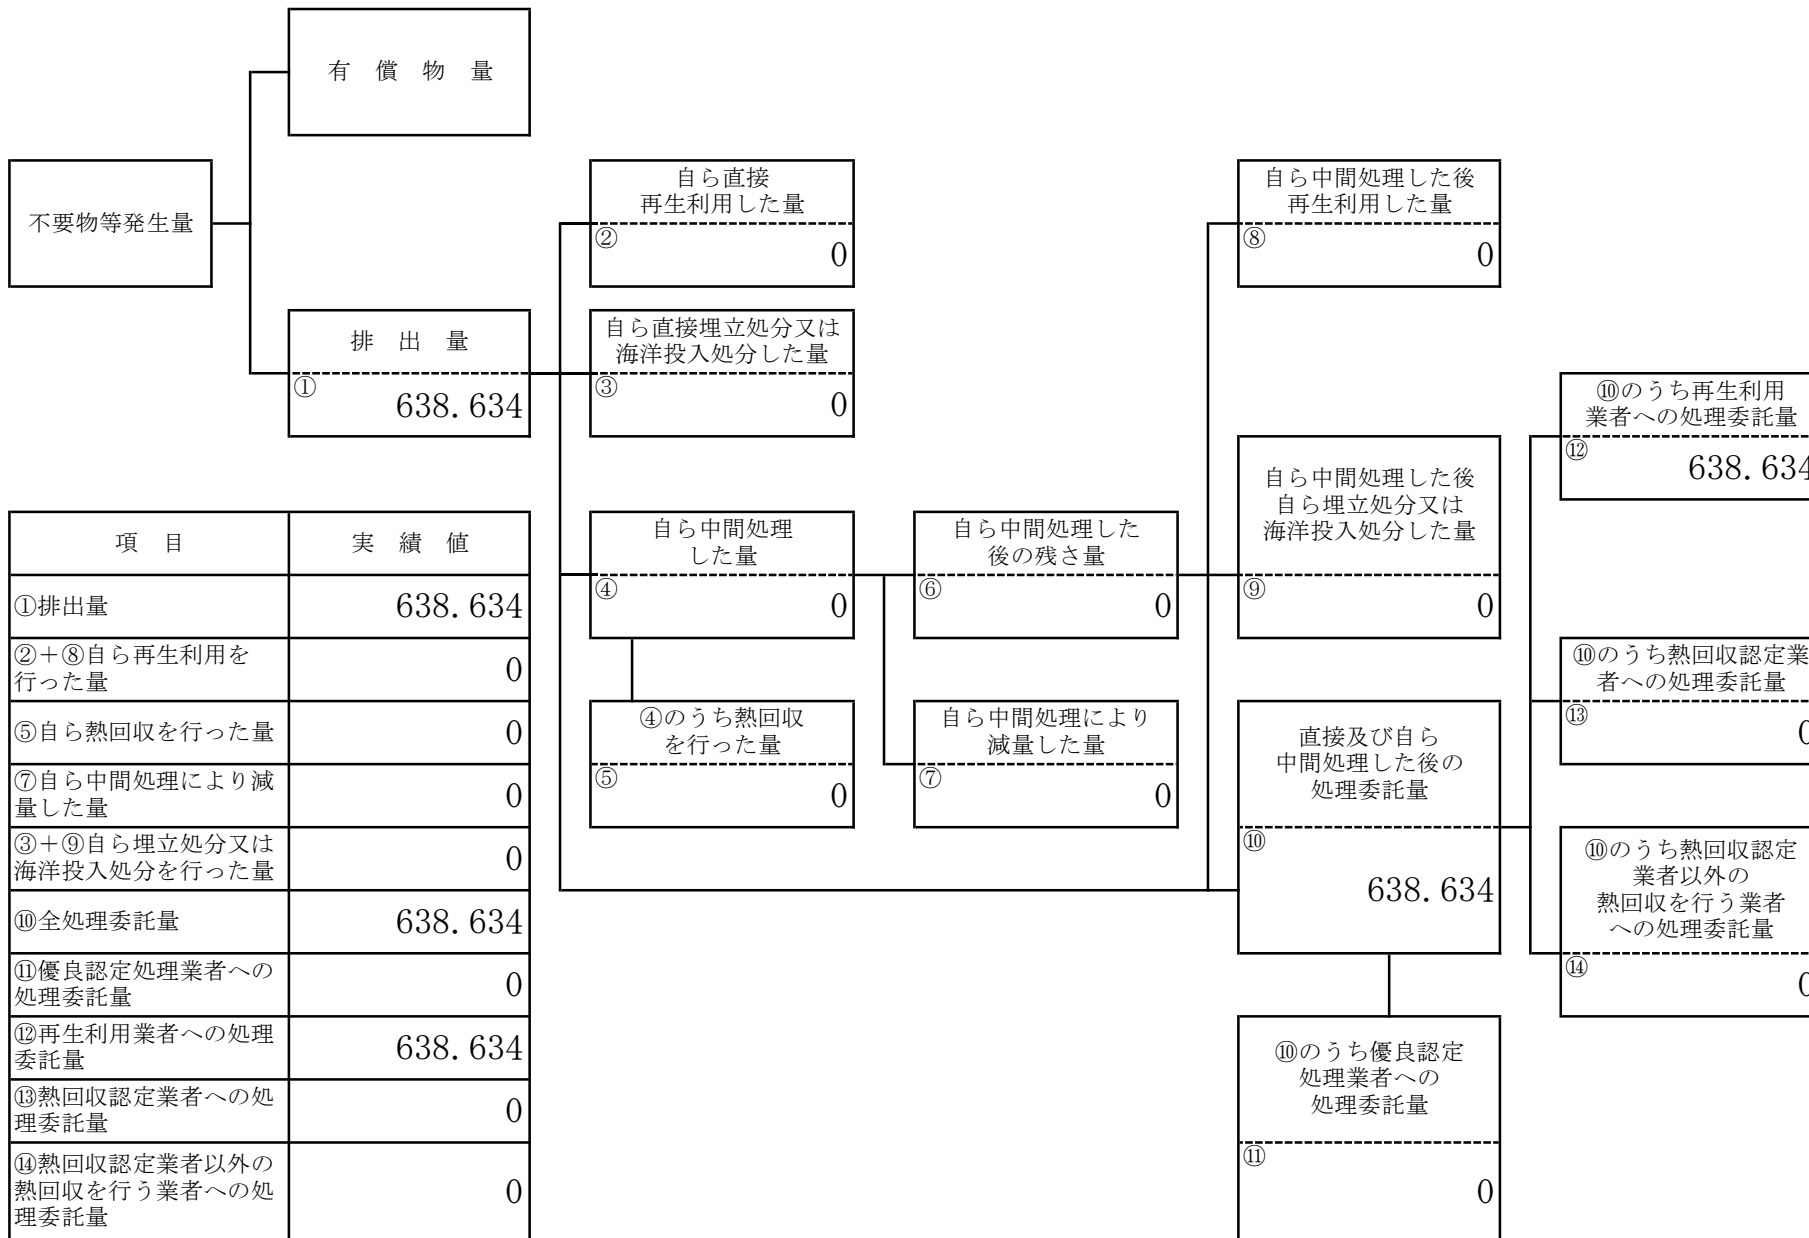 有 償 物 量
不要物等発生量
排 出 量
①
638.634
自ら直接
再生利用した量
②
0
自ら直接埋立処分又は
海洋投入処分した量
③
0
自ら中間処理
した量
④
0
④のうち熱回収
を行った量
⑤
0
自ら中間処理した
後の残さ量
⑥
0
自ら中間処理により
減量した量
⑦
0
自ら中間処理した後
再生利用した量
⑧
0
自ら中間処理した後
自ら埋立処分又は
海洋投入処分した量
⑨
0
直接及び自ら
中間処理した後の
処理委託量
⑩
638.634
⑩のうち優良認定
処理業者への
処理委託量
⑪
0
⑩のうち再生利用
業者への処理委託量
⑫
638.634
⑩のうち熱回収認定業
者への処理委託量
⑬
0
⑩のうち熱回収認定
業者以外の
熱回収を行う業者
への処理委託量
⑭
0
項 目 実 績 値
①排出量 638.634
②＋⑧自ら再生利用を
行った量 0
⑤自ら熱回収を行った量 0
⑦自ら中間処理により減
量した量 0
③＋⑨自ら埋立処分又は
海洋投入処分を行った量 0
⑩全処理委託量 638.634
⑪優良認定処理業者への
処理委託量 0
⑫再生利用業者への処理
委託量 638.634
⑬熱回収認定業者への処
理委託量 0
⑭熱回収認定業者以外の
熱回収を行う業者への処
理委託量 0